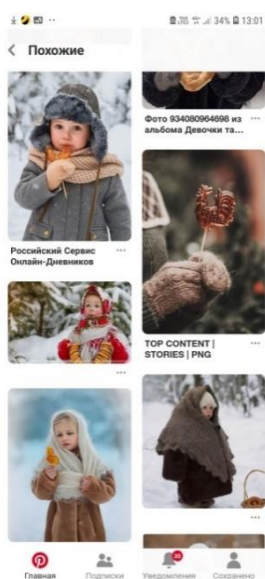 34% 13:01
Похожие
Фото 934080964698 из
альбома Девочки та...
Российский Сервис
Онлайн-Дневников
TOP CONTENT |
STORIES | PNG
Главная
Подписки
Уведомления
Сохранено